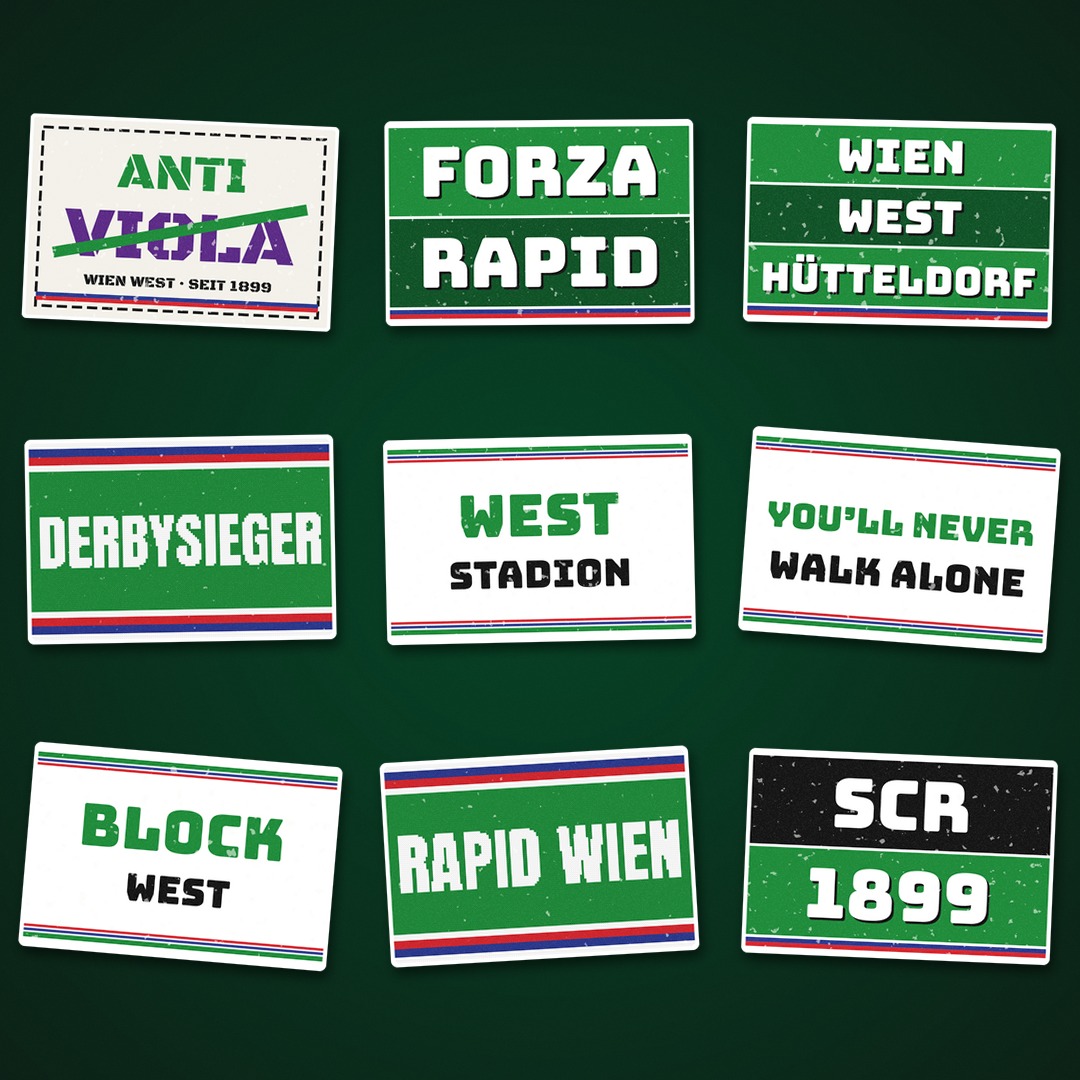 ANTI
VIOLA
WIEN WEST · SEIT 1899
FORZA
RAPID
WIEN
WEST
HÜTTELDORF
DERBYSIEGER
WEST
STADION
YOU'LL NEVER
WALK ALONE
BLOCK
WEST
RAPID WIEN
SCR
1899